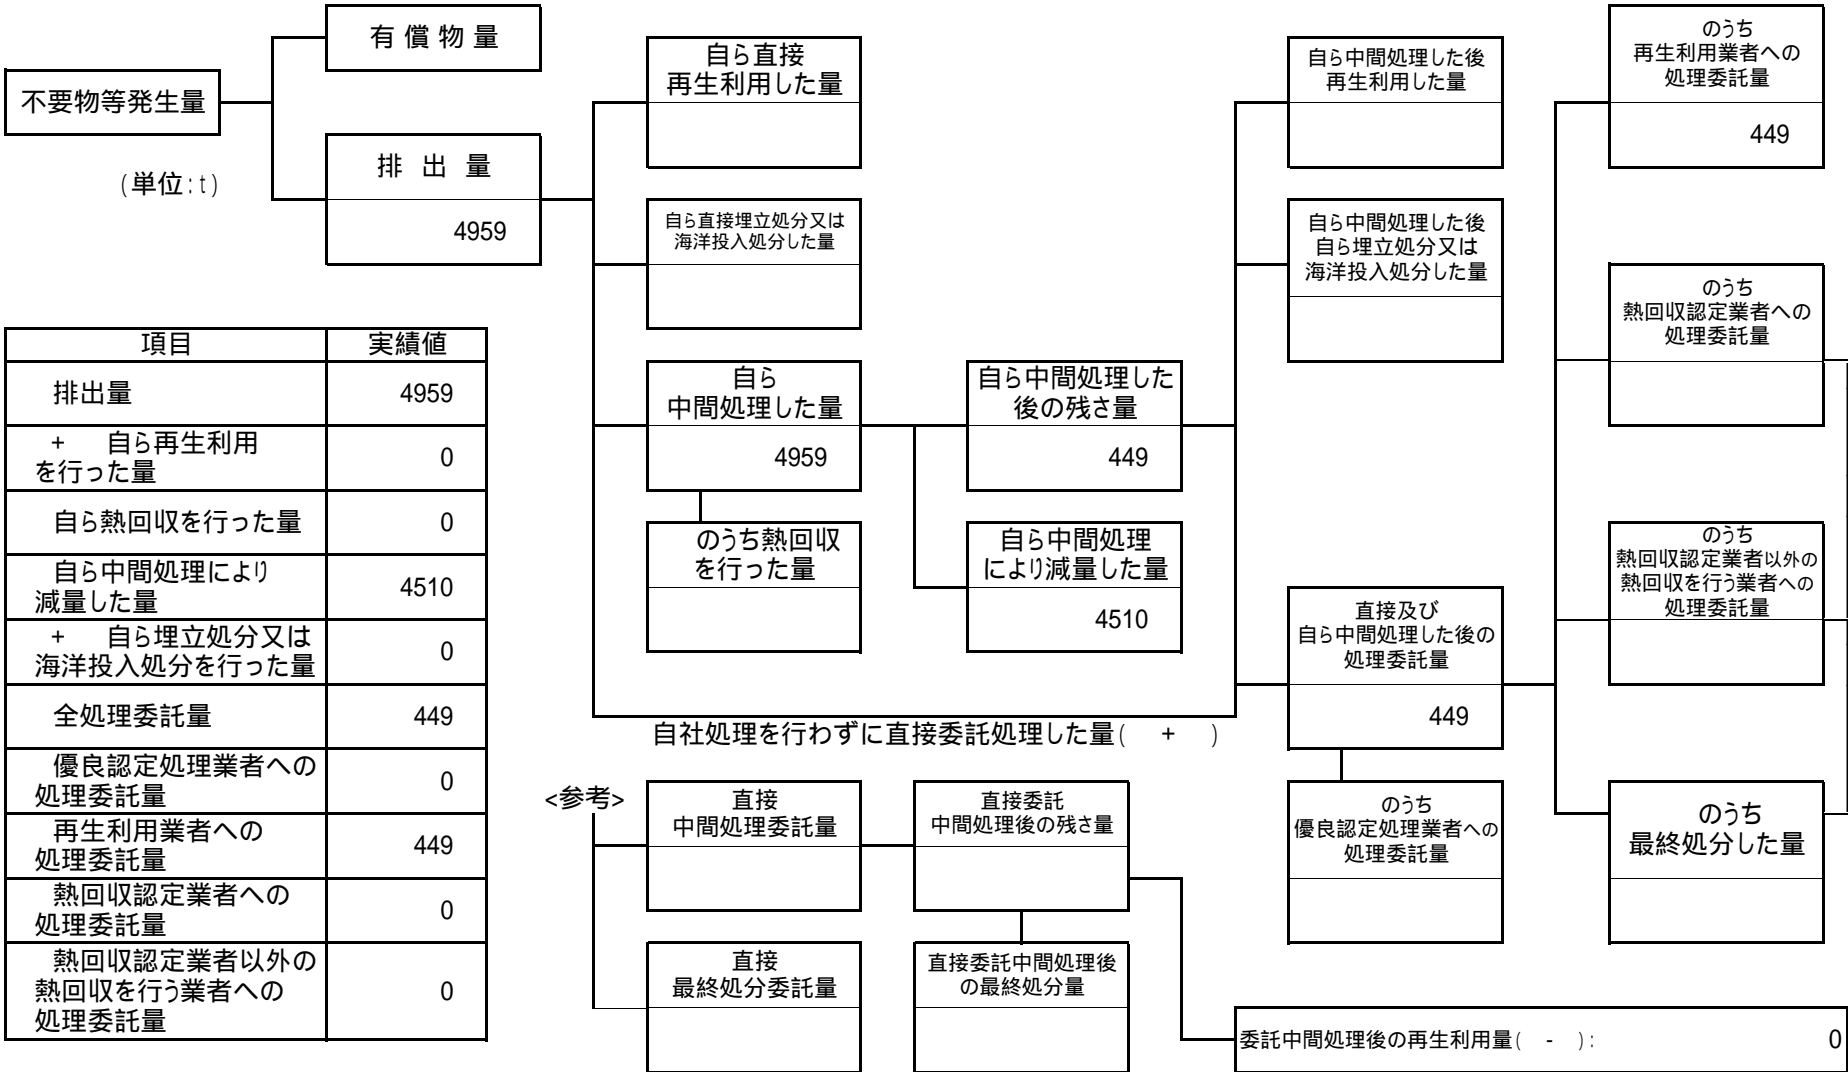 不要物等発生量
(単位:t)
有 償 物 量
排 出 量
4959
自ら直接
再生利用した量
自ら直接埋立処分又は
海洋投入処分した量
自ら
中間処理した量
4959
のうち熱回収
を行った量
自ら中間処理した
後の残さ量
449
自ら中間処理
により減量した量
4510
自ら中間処理した後
再生利用した量
自ら中間処理した後
自ら埋立処分又は
海洋投入処分した量
直接及び
自ら中間処理した後の
処理委託量
449
のうち
優良認定処理業者への
処理委託量
のうち
再生利用業者への
処理委託量
449
のうち
熱回収認定業者への
処理委託量
のうち
熱回収認定業者以外の
熱回収を行う業者への
処理委託量
のうち
最終処分した量
自社処理を行わずに直接委託処理した量( + )
項目 実績値
排出量 4959
+ 自ら再生利用
を行った量 0
自ら熱回収を行った量 0
自ら中間処理により
減量した量 4510
+ 自ら埋立処分又は
海洋投入処分を行った量 0
全処理委託量 449
優良認定処理業者への
処理委託量 0
再生利用業者への
処理委託量 449
熱回収認定業者への
処理委託量 0
熱回収認定業者以外の
熱回収を行う業者への
処理委託量 0
<参考>
直接
中間処理委託量
直接委託
中間処理後の残さ量
直接
最終処分委託量
直接委託中間処理後
の最終処分量
委託中間処理後の再生利用量( - ): 0